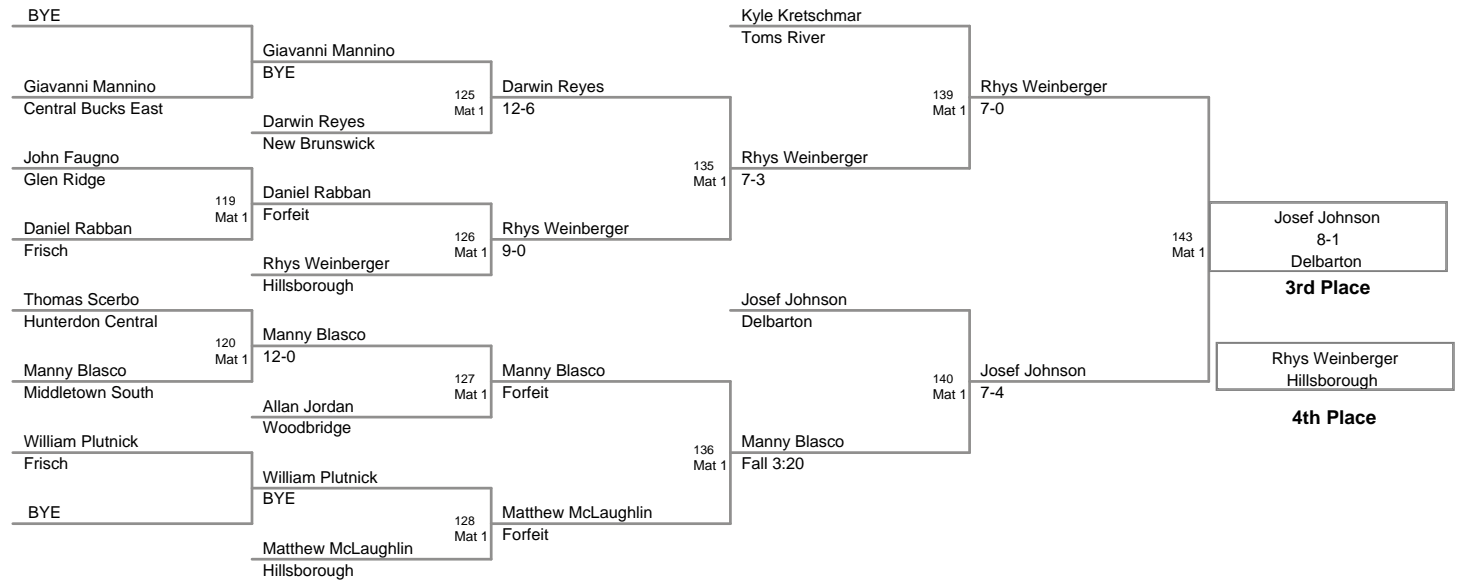 BYE
Giavanni Mannino
BYE
Giavanni Mannino
Central Bucks East
125
Mat 1
Darwin Reyes
12-6
Darwin Reyes
New Brunswick
John Faugno
Glen Ridge
119
Mat 1
Daniel Rabban
Forfeit
Daniel Rabban
Frisch
126
Mat 1
Rhys Weinberger
9-0
Rhys Weinberger
Hillsborough
135
Mat 1
Rhys Weinberger
7-3
Kyle Kretschmar
Toms River
139
Mat 1
Rhys Weinberger
7-0
Thomas Scerbo
Hunterdon Central
120
Mat 1
Manny Blasco
12-0
Manny Blasco
Middletown South
127
Mat 1
Manny Blasco
Forfeit
Allan Jordan
Woodbridge
William Plutnick
Frisch
William Plutnick
BYE
BYE
128
Mat 1
Matthew McLaughlin
Forfeit
Matthew McLaughlin
Hillsborough
136
Mat 1
Manny Blasco
Fall 3:20
Josef Johnson
Delbarton
140
Mat 1
Josef Johnson
7-4
143
Mat 1
Josef Johnson
8-1
Delbarton
3rd Place
Rhys Weinberger
Hillsborough
4th Place